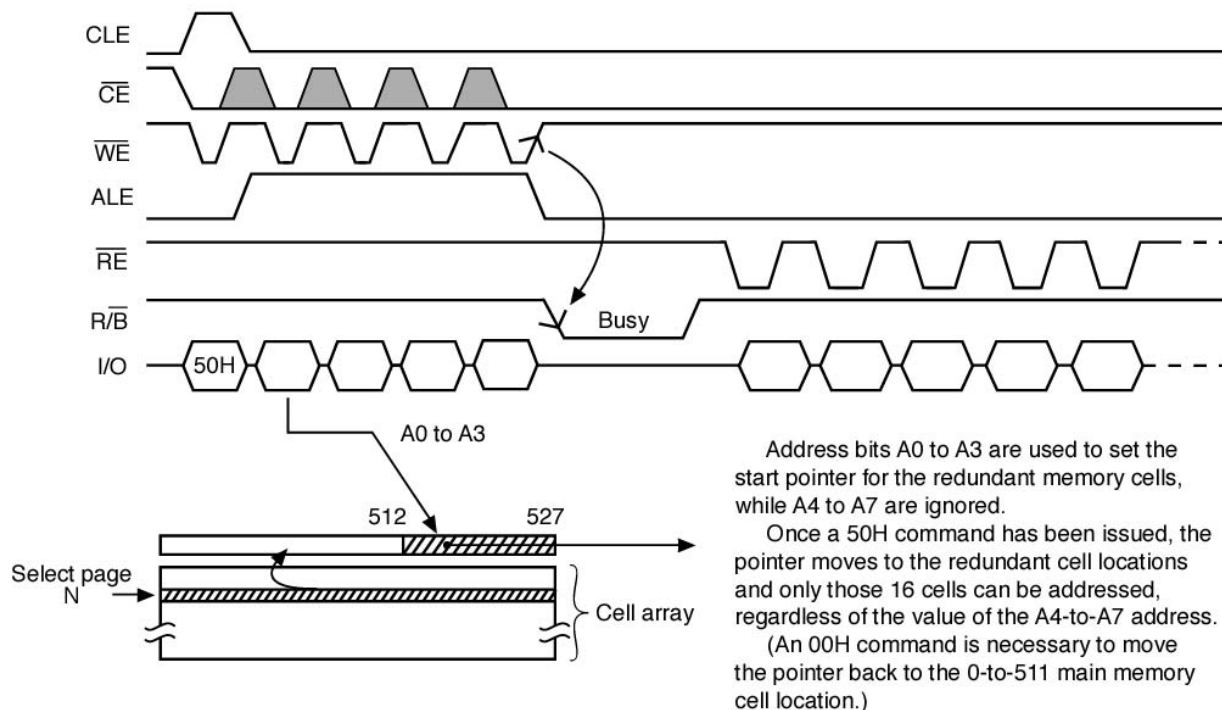 CLE
CE
WE
ALE
RE
R/B
Busy
I/O
50H
A0 to A3
512
527
Select page
N
Cell array
Address bits A0 to A3 are used to set the
start pointer for the redundant memory cells,
while A4 to A7 are ignored.
Once a 50H command has been issued, the
pointer moves to the redundant cell locations
and only those 16 cells can be addressed,
regardless of the value of the A4-to-A7 address.
(An 00H command is necessary to move
the pointer back to the 0-to-511 main memory
cell location.)